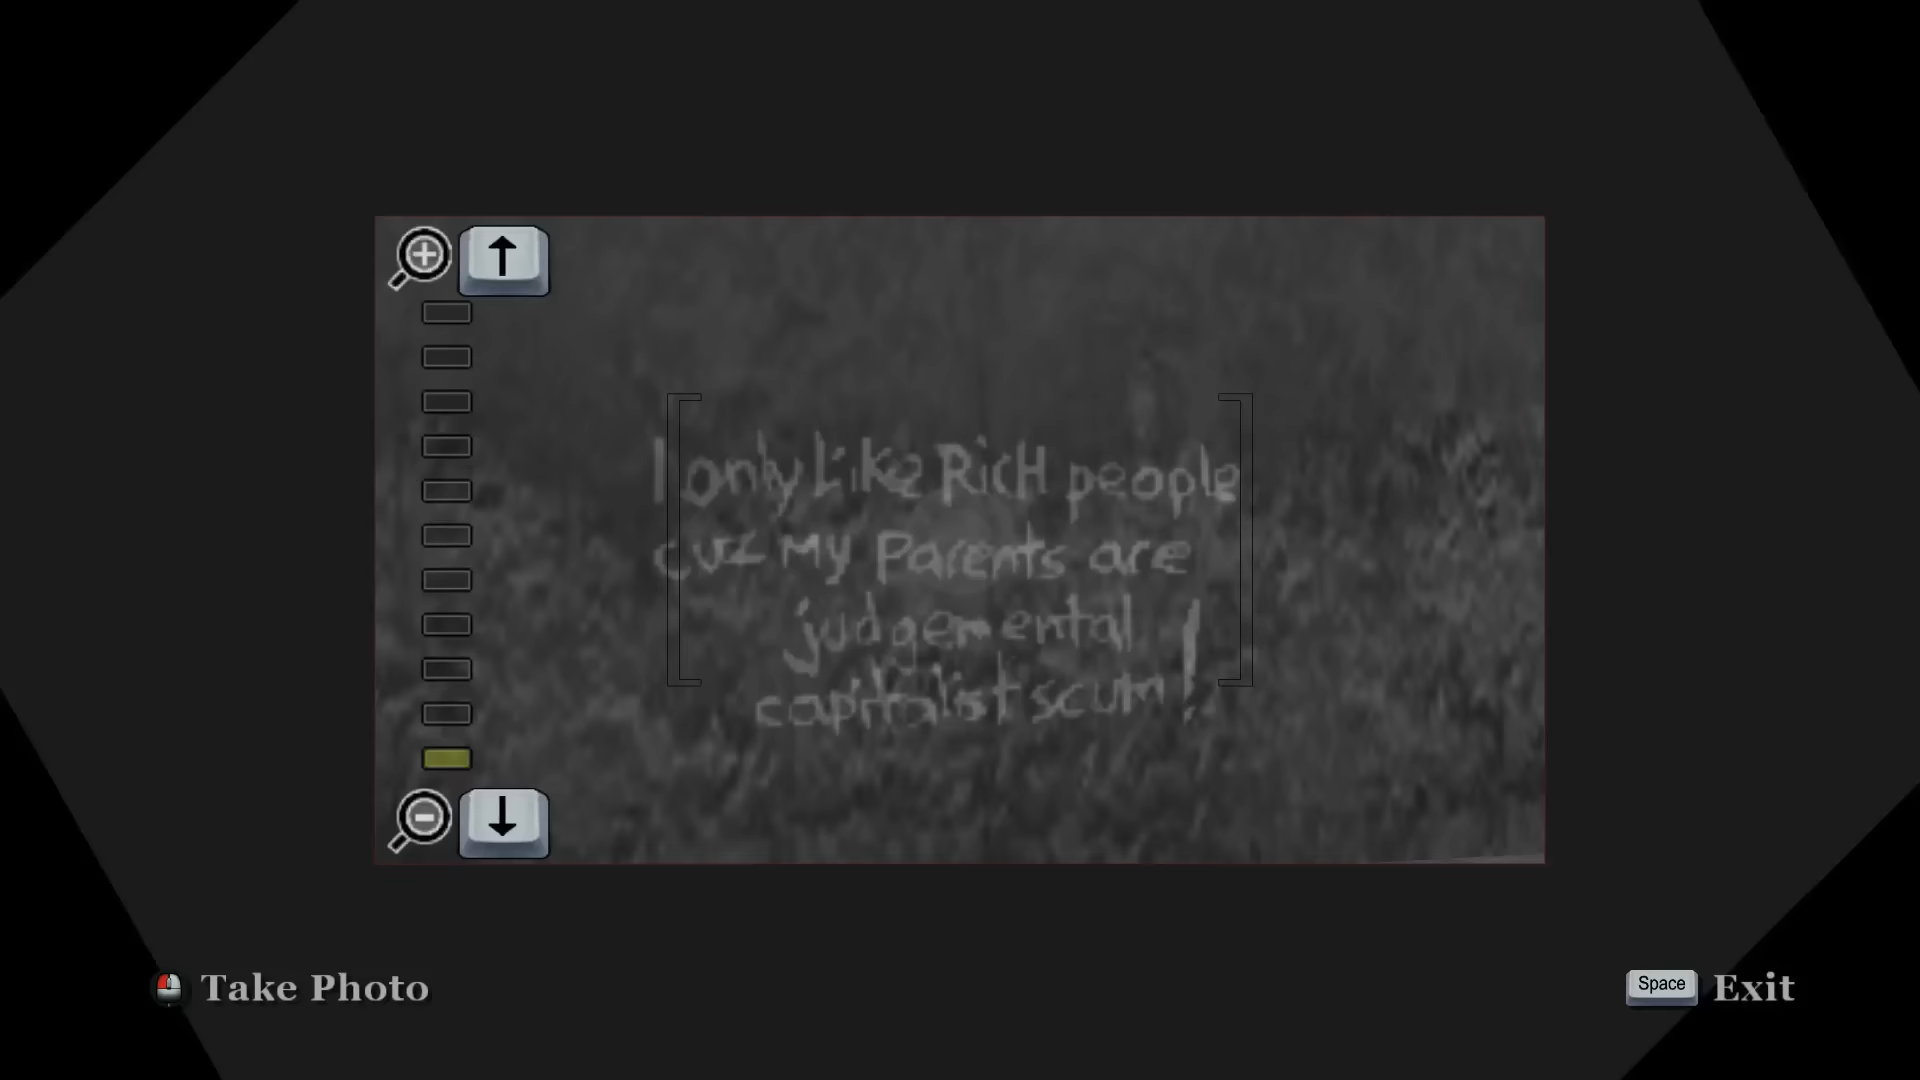 I only Like RicH people
cuz My Parents are
judgemental
capitalist scum!
Take Photo
Space Exit